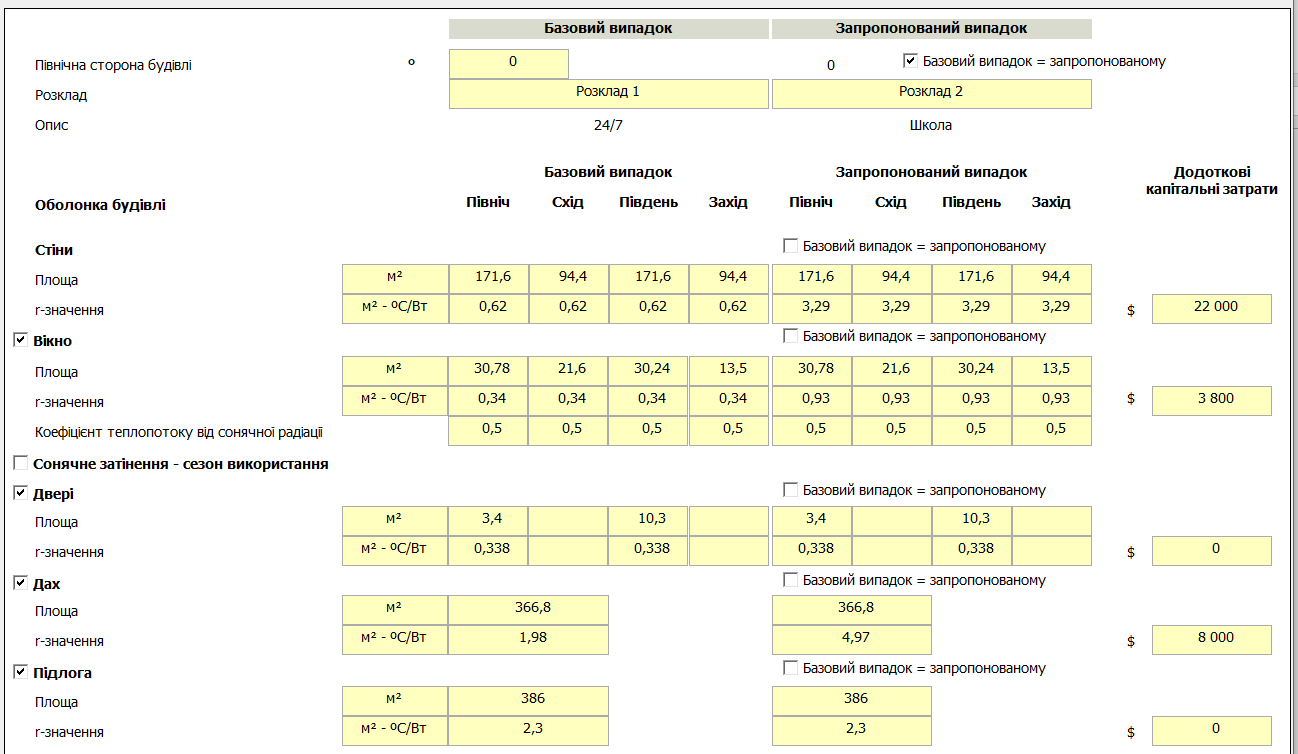 Базовий випадок Запропонований випадок
Північна сторона будівлі º 0 0 Базовий випадок = запропонованому
Розклад Розклад 1 Розклад 2
Опис 24/7 Школа
Базовий випадок Запропонований випадок Додоткові
капітальні затрати
Оболонка будівлі Північ Схід Південь Захід Північ Схід Південь Захід
Стіни Базовий випадок = запропонованому
Площа м² 171,6 94,4 171,6 94,4 171,6 94,4 171,6 94,4
r-значення м² - ºС/Вт 0,62 0,62 0,62 0,62 3,29 3,29 3,29 3,29 $ 22 000
Вікно Базовий випадок = запропонованому
Площа м² 30,78 21,6 30,24 13,5 30,78 21,6 30,24 13,5
r-значення м² - ºС/Вт 0,34 0,34 0,34 0,34 0,93 0,93 0,93 0,93 $ 3 800
Коефіцієнт теплопотоку від сонячної радіації 0,5 0,5 0,5 0,5 0,5 0,5 0,5 0,5
Сонячне затінення - сезон використання
Двері Базовий випадок = запропонованому
Площа м² 3,4 10,3 3,4 10,3
r-значення м² - ºС/Вт 0,338 0,338 0,338 0,338 $ 0
Дах Базовий випадок = запропонованому
Площа м² 366,8 366,8
r-значення м² - ºС/Вт 1,98 4,97 $ 8 000
Підлога Базовий випадок = запропонованому
Площа м² 386 386
r-значення м² - ºС/Вт 2,3 2,3 $ 0